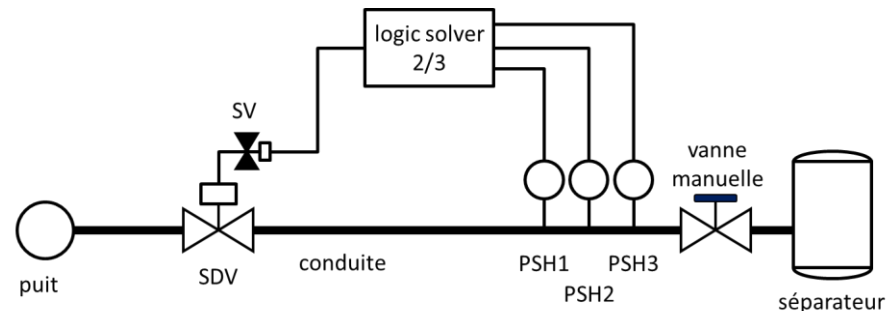 logic solver
2/3
SV
vanne
manuelle
puit
SDV
conduite
PSH1
PSH2
PSH3
séparateur